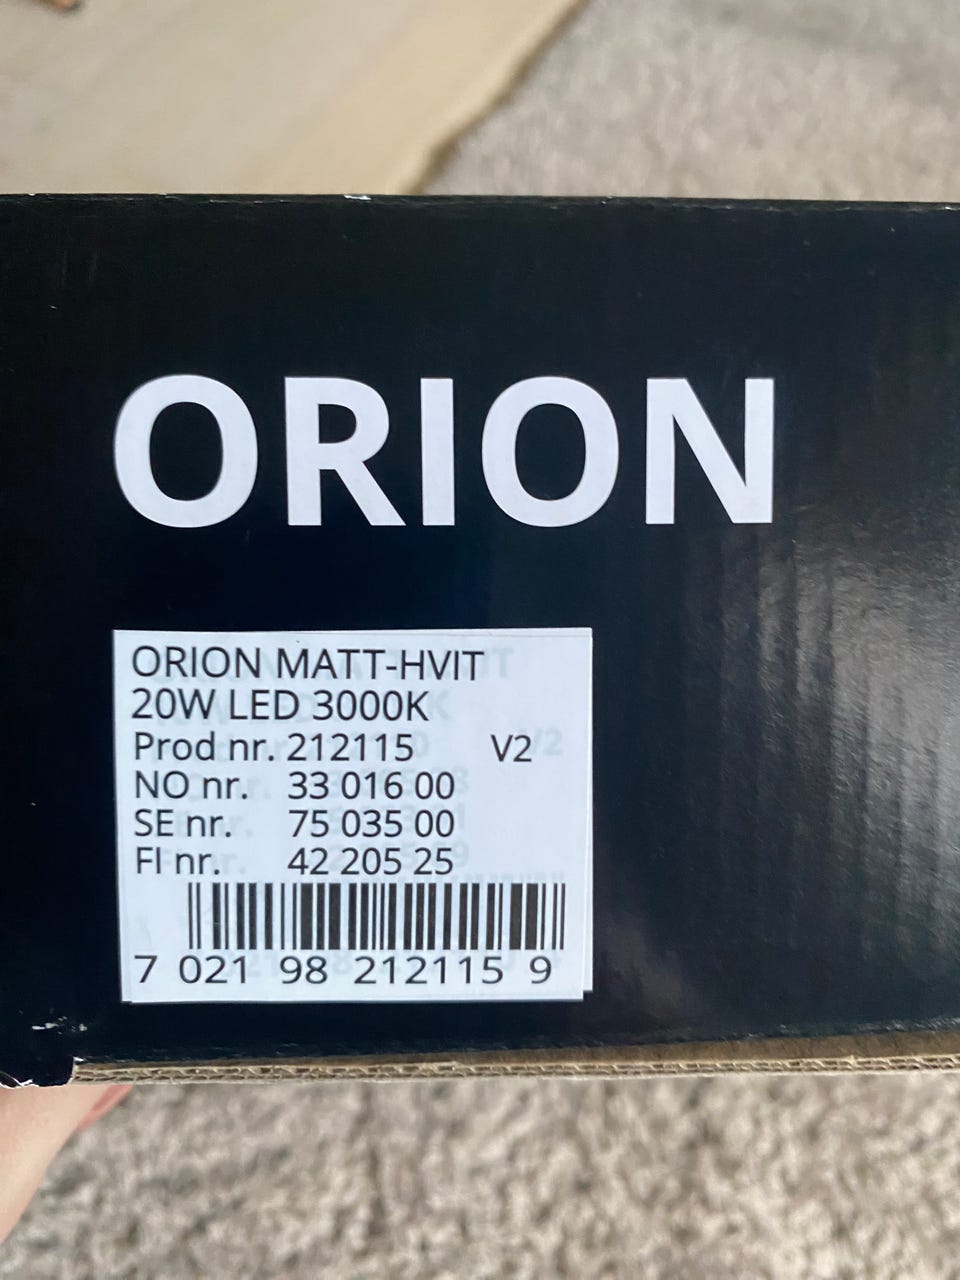 ORION
ORION MATT-HVIT
20W LED 3000K
Prod nr. 212115 V2
NO nr. 33 016 00
SE nr. 75 035 00
FI nr. 42 205 25
7 021 98 212115 9